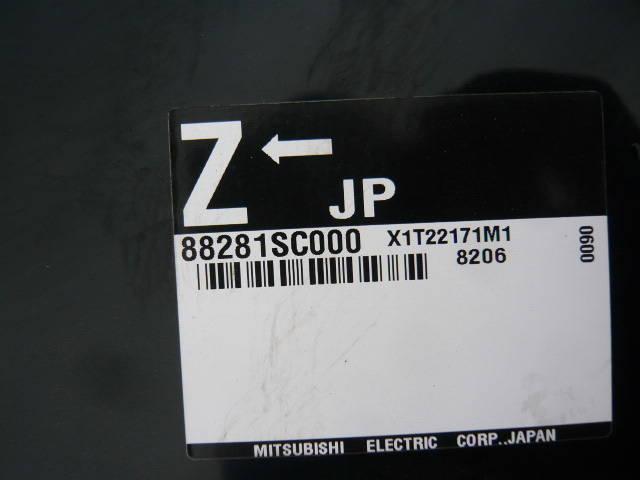 Z ←
JP
88281SC000 X1T22171M1
8206
0090
MITSUBISHI ELECTRIC CORP.,JAPAN